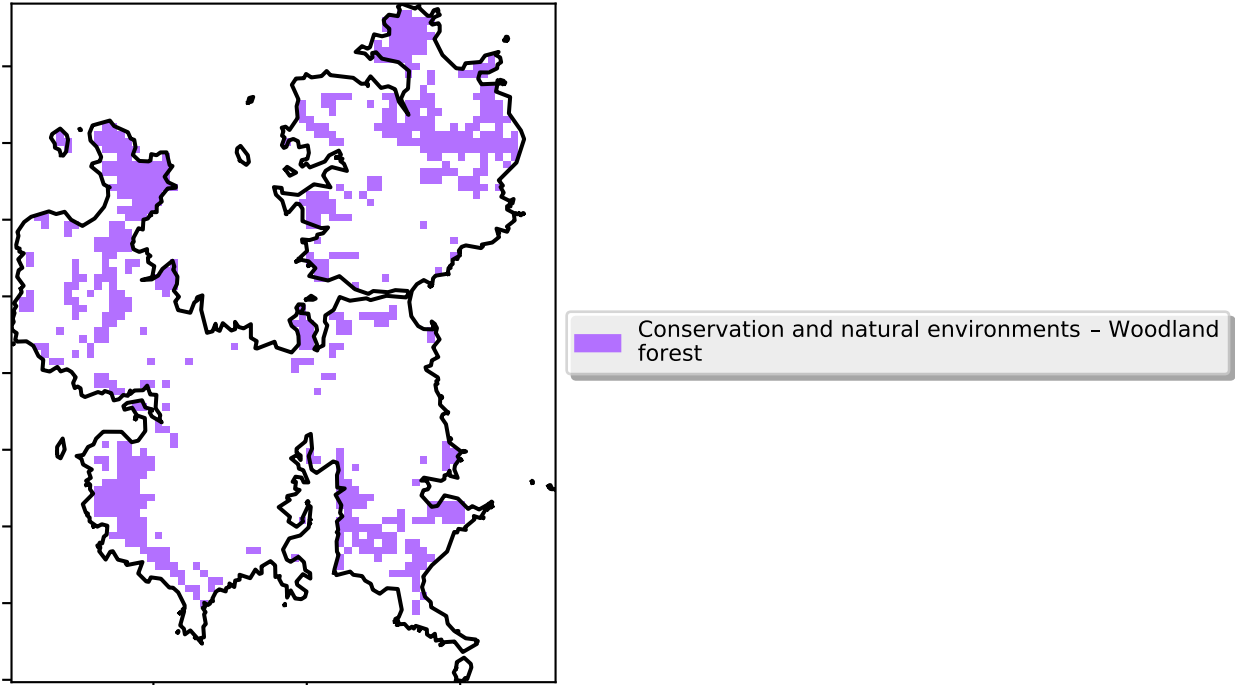 Conservation and natural environments – Woodland
forest